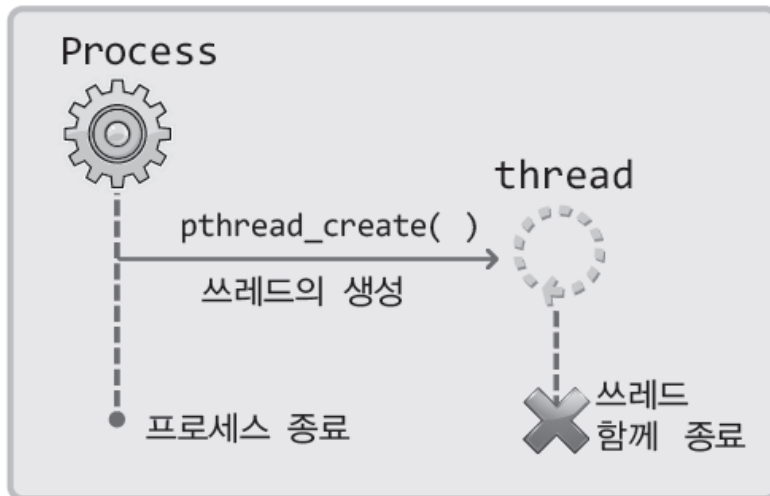 Process
thread
pthread_create( )
쓰레드의 생성
프로세스 종료
쓰레드
함께 종료